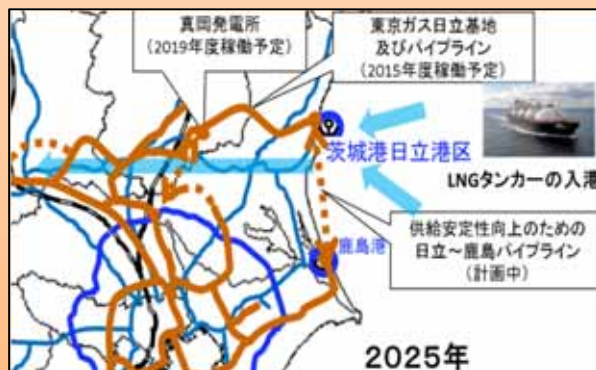 真岡発電所
（2019年度稼働予定）
東京ガス日立基地
及びパイプライン
（2015年度稼働予定）
茨城港日立港区
LNGタンカーの入港
鹿島港
供給安定性向上のための
日立～鹿島パイプライン
（計画中）
2025年